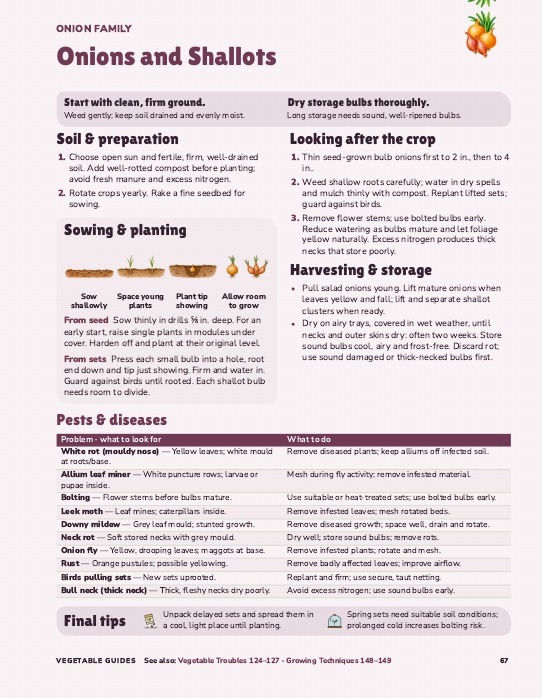 ONION FAMILY
Onions and Shallots
Start with clean, firm ground.
Weed gently; keep soil drained and evenly moist.
Dry storage bulbs thoroughly.
Long storage needs sound, well-ripened bulbs.
Soil & preparation
1. Choose open sun and fertile, firm, well-drained
soil. Add well-rotted compost before planting;
avoid fresh manure and excess nitrogen.
2. Rotate crops yearly. Rake a fine seedbed for
sowing.
Sowing & planting
Sow
shallowly
Space young
plants
Plant tip
showing
Allow room
to grow
From seed Sow thinly in drills ⅝ in. deep. For an
early start, raise single plants in modules under
cover. Harden off and plant at their original level.
From sets Press each small bulb into a hole, root
end down and tip just showing. Firm and water in.
Guard against birds until rooted. Each shallot bulb
needs room to divide.
Looking after the crop
1. Thin seed-grown bulb onions first to 2 in., then to 4
in..
2. Weed shallow roots carefully; water in dry spells
and mulch thinly with compost. Replant lifted sets;
guard against birds.
3. Remove flower stems; use bolted bulbs early.
Reduce watering as bulbs mature and let foliage
yellow naturally. Excess nitrogen produces thick
necks that store poorly.
Harvesting & storage
• Pull salad onions young. Lift mature onions when
leaves yellow and fall; lift and separate shallot
clusters when ready.
• Dry on airy trays, covered in wet weather, until
necks and outer skins dry: often two weeks. Store
sound bulbs cool, airy and frost-free. Discard rot;
use sound damaged or thick-necked bulbs first.
Pests & diseases
Problem - what to look for What to do
White rot (mouldy nose) — Yellow leaves; white mould Remove diseased plants; keep alliums off infected soil.
at roots/base.
Allium leaf miner — White puncture rows; larvae or Mesh during fly activity; remove infested material.
pupae inside.
Bolting — Flower stems before bulbs mature. Use suitable or heat-treated sets; use bolted bulbs early.
Leek moth — Leaf mines; caterpillars inside. Remove infested leaves; mesh rotated beds.
Downy mildew — Grey leaf mould; stunted growth. Remove diseased growth; space well, drain and rotate.
Neck rot — Soft stored necks with grey mould. Dry well; store sound bulbs; remove rots.
Onion fly — Yellow, drooping leaves; maggots at base. Remove infested plants; rotate and mesh.
Rust — Orange pustules; possible yellowing. Remove badly affected leaves; improve airflow.
Birds pulling sets — New sets uprooted. Replant and firm; use secure, taut netting.
Bull neck (thick neck) — Thick, fleshy necks dry poorly. Avoid excess nitrogen; use sound bulbs early.
Final tips
Unpack delayed sets and spread them in
a cool, light place until planting.
Spring sets need suitable soil conditions;
prolonged cold increases bolting risk.
VEGETABLE GUIDES See also: Vegetable Troubles 124–127 · Growing Techniques 148–149 67